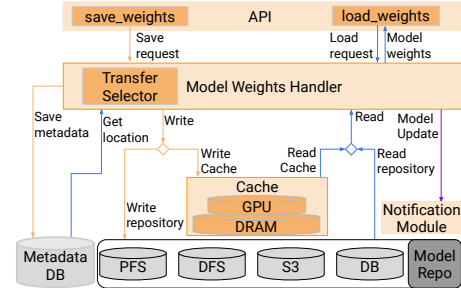 API
save_weights
load_weights
Save
request
Load
request
Model
weights
Transfer
Selector
Model Weights Handler
Save
metadata
Get
location
Write
Read
Model
Update
Write
Cache
Read
Cache
Read
repository
Cache
GPU
DRAM
Write
repository
Notification
Module
Metadata
DB
PFS
DFS
S3
DB
Model
Repo